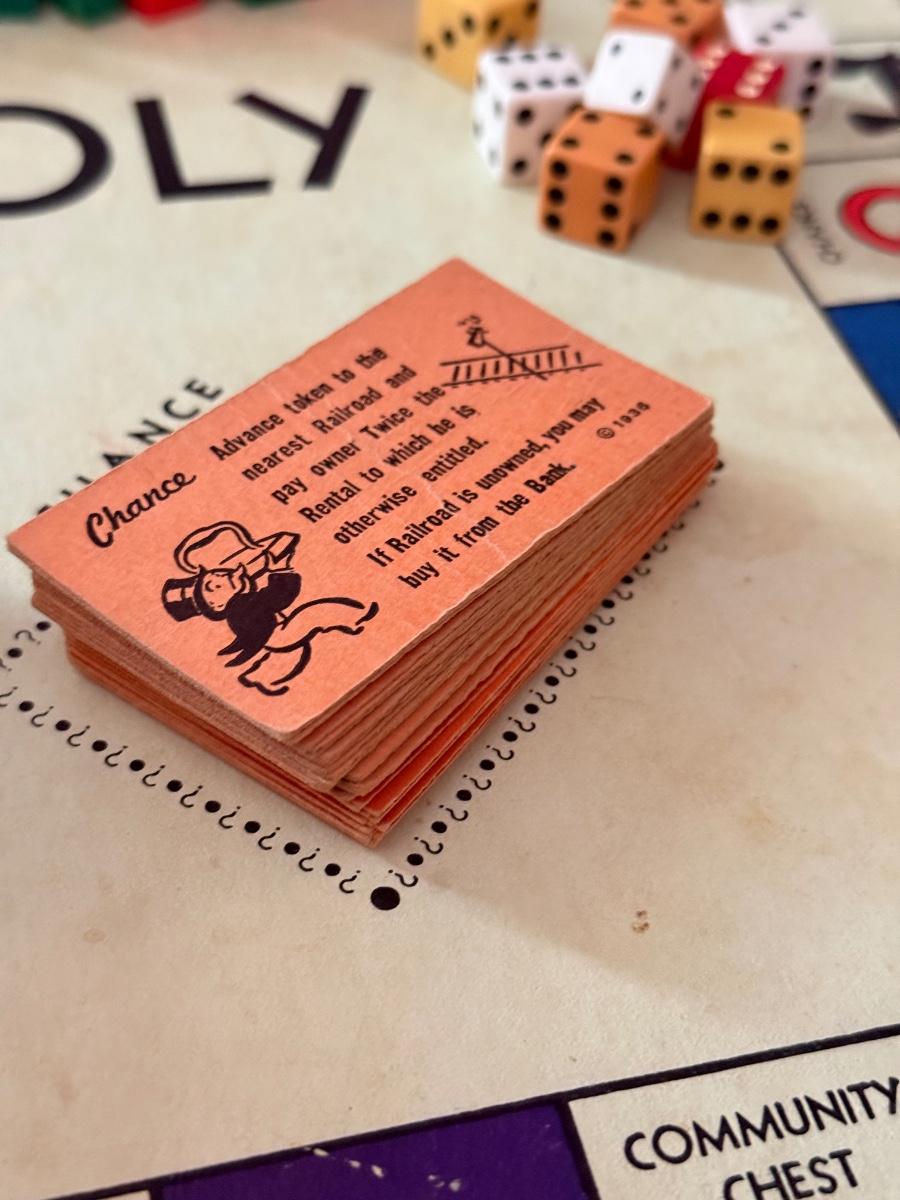 OLY
CHANCE
Chance
Advance token to the
nearest Railroad and
pay owner Twice the
Rental to which he is
otherwise entitled.
If Railroad is unowned, you may
buy it from the Bank.
© 1936
COMMUNITY
CHEST